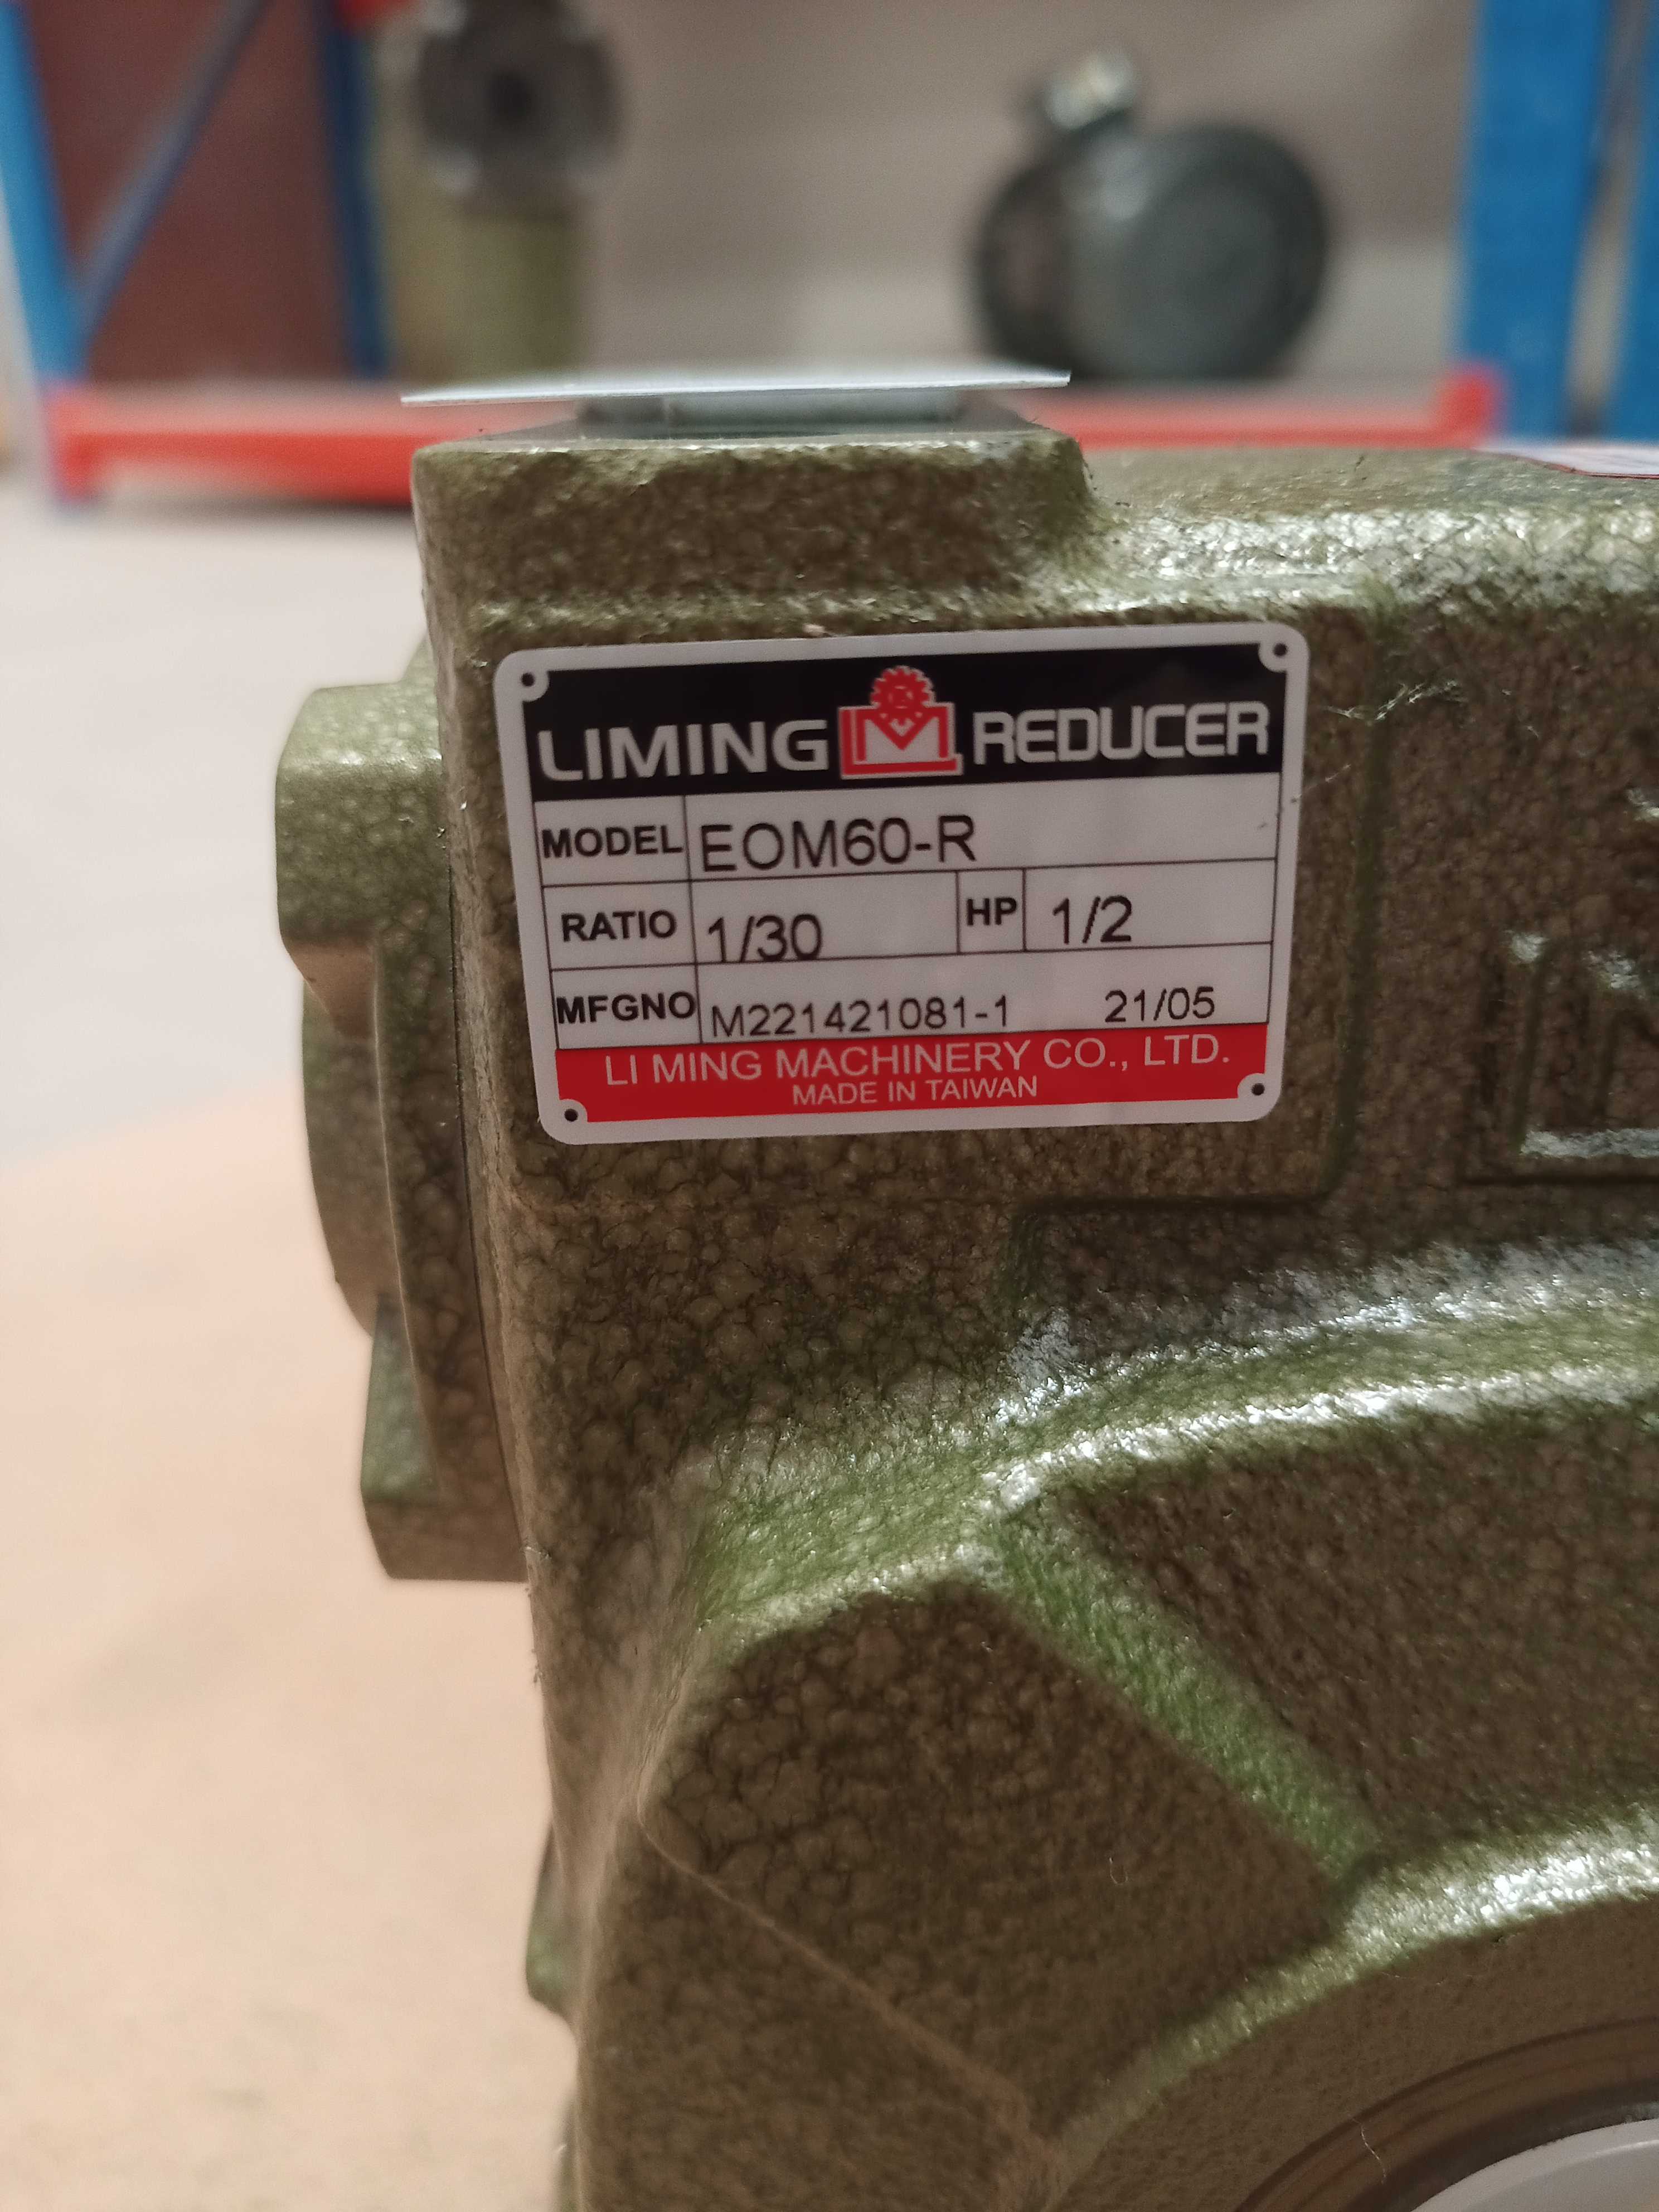 LIMING REDUCER
MODEL EOM60-R
RATIO 1/30 HP 1/2
MFGNO M221421081-1 21/05
LI MING MACHINERY CO., LTD.
MADE IN TAIWAN